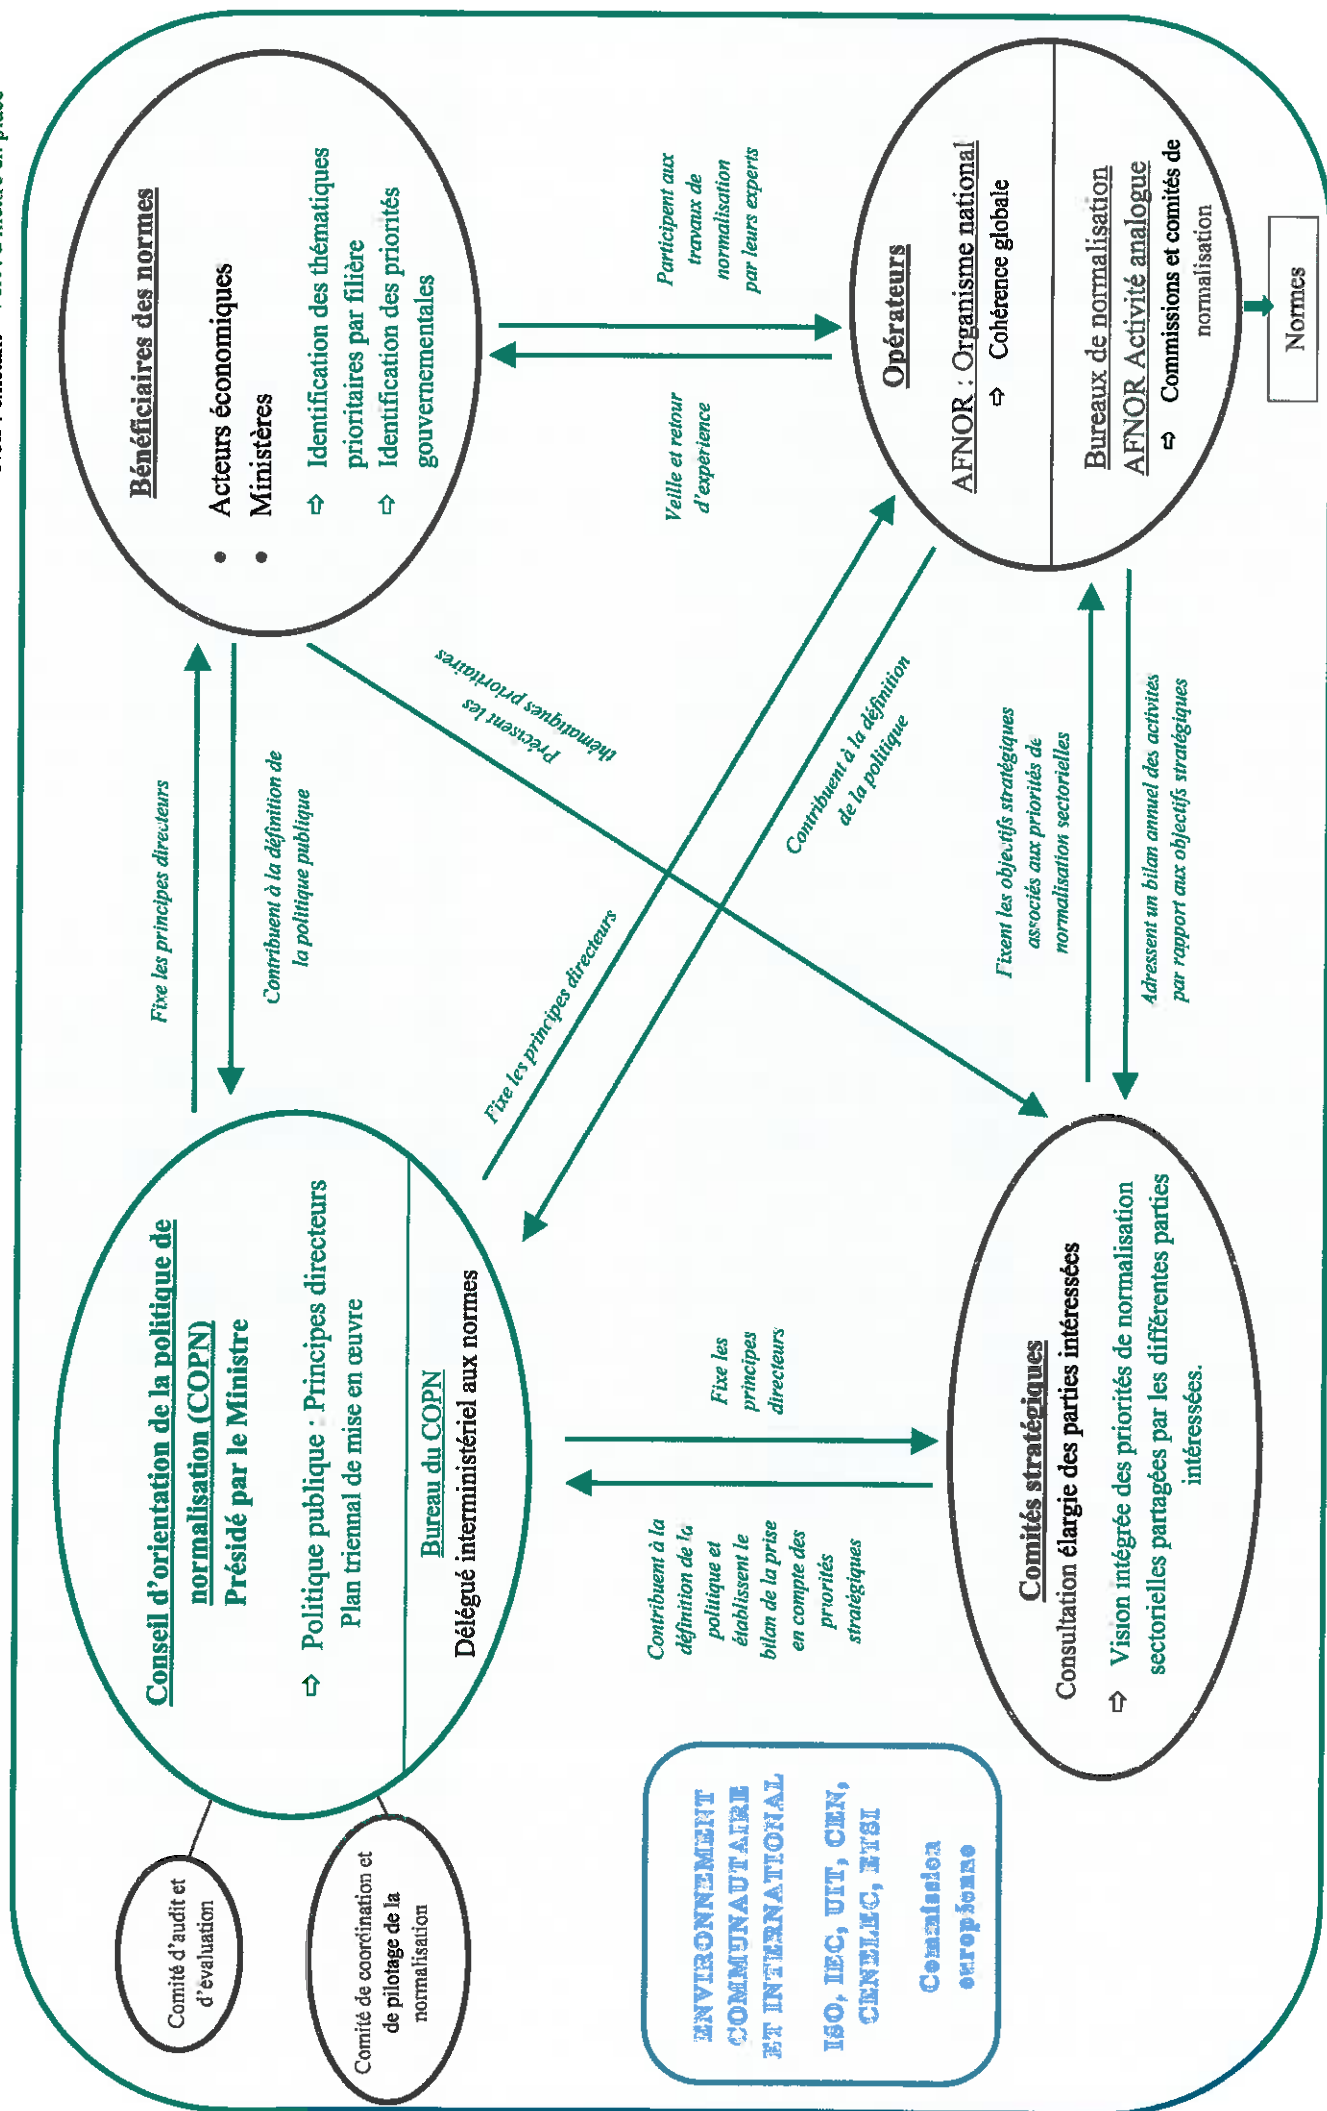 Comité d'audit et
d'évaluation
Comité de coordination et
de pilotage de la
normalisation
Conseil d'orientation de la politique de
normalisation (COPN)
Présidé par le Ministre
⇨ Politique publique : Principes directeurs
Plan triennal de mise en œuvre
Bureau du COPN
Délégué interministériel aux normes
Fixe les principes directeurs
Contribuent à la définition de
la politique publique
Bénéficiaires des normes
• Acteurs économiques
• Ministères
⇨ Identification des thématiques
prioritaires par filière
⇨ Identification des priorités
gouvernementales
Précisent les
thématiques prioritaires
Fixe les principes directeurs
Contribuent à la définition
de la politique
Contribuent à la
définition de la
politique et
établissent le
bilan de la prise
en compte des
priorités
stratégiques
Fixe les
principes
directeurs
Veille et retour
d'expérience
Participent aux
travaux de
normalisation
par leurs experts
ENVIRONNEMENT
COMMUNAUTAIRE
ET INTERNATIONAL
ISO, IEC, UIT, CEN,
CENELEC, ETSI
Commission
européenne
Comités stratégiques
Consultation élargie des parties intéressées
⇨ Vision intégrée des priorités de normalisation
sectorielles partagées par les différentes parties
intéressées.
Fixent les objectifs stratégiques
associés aux priorités de
normalisation sectorielles
Adressent un bilan annuel des activités
par rapport aux objectifs stratégiques
Opérateurs
AFNOR : Organisme national
⇨ Cohérence globale
Bureaux de normalisation
AFNOR Activité analogue
⇨ Commissions et comités de
normalisation
Normes